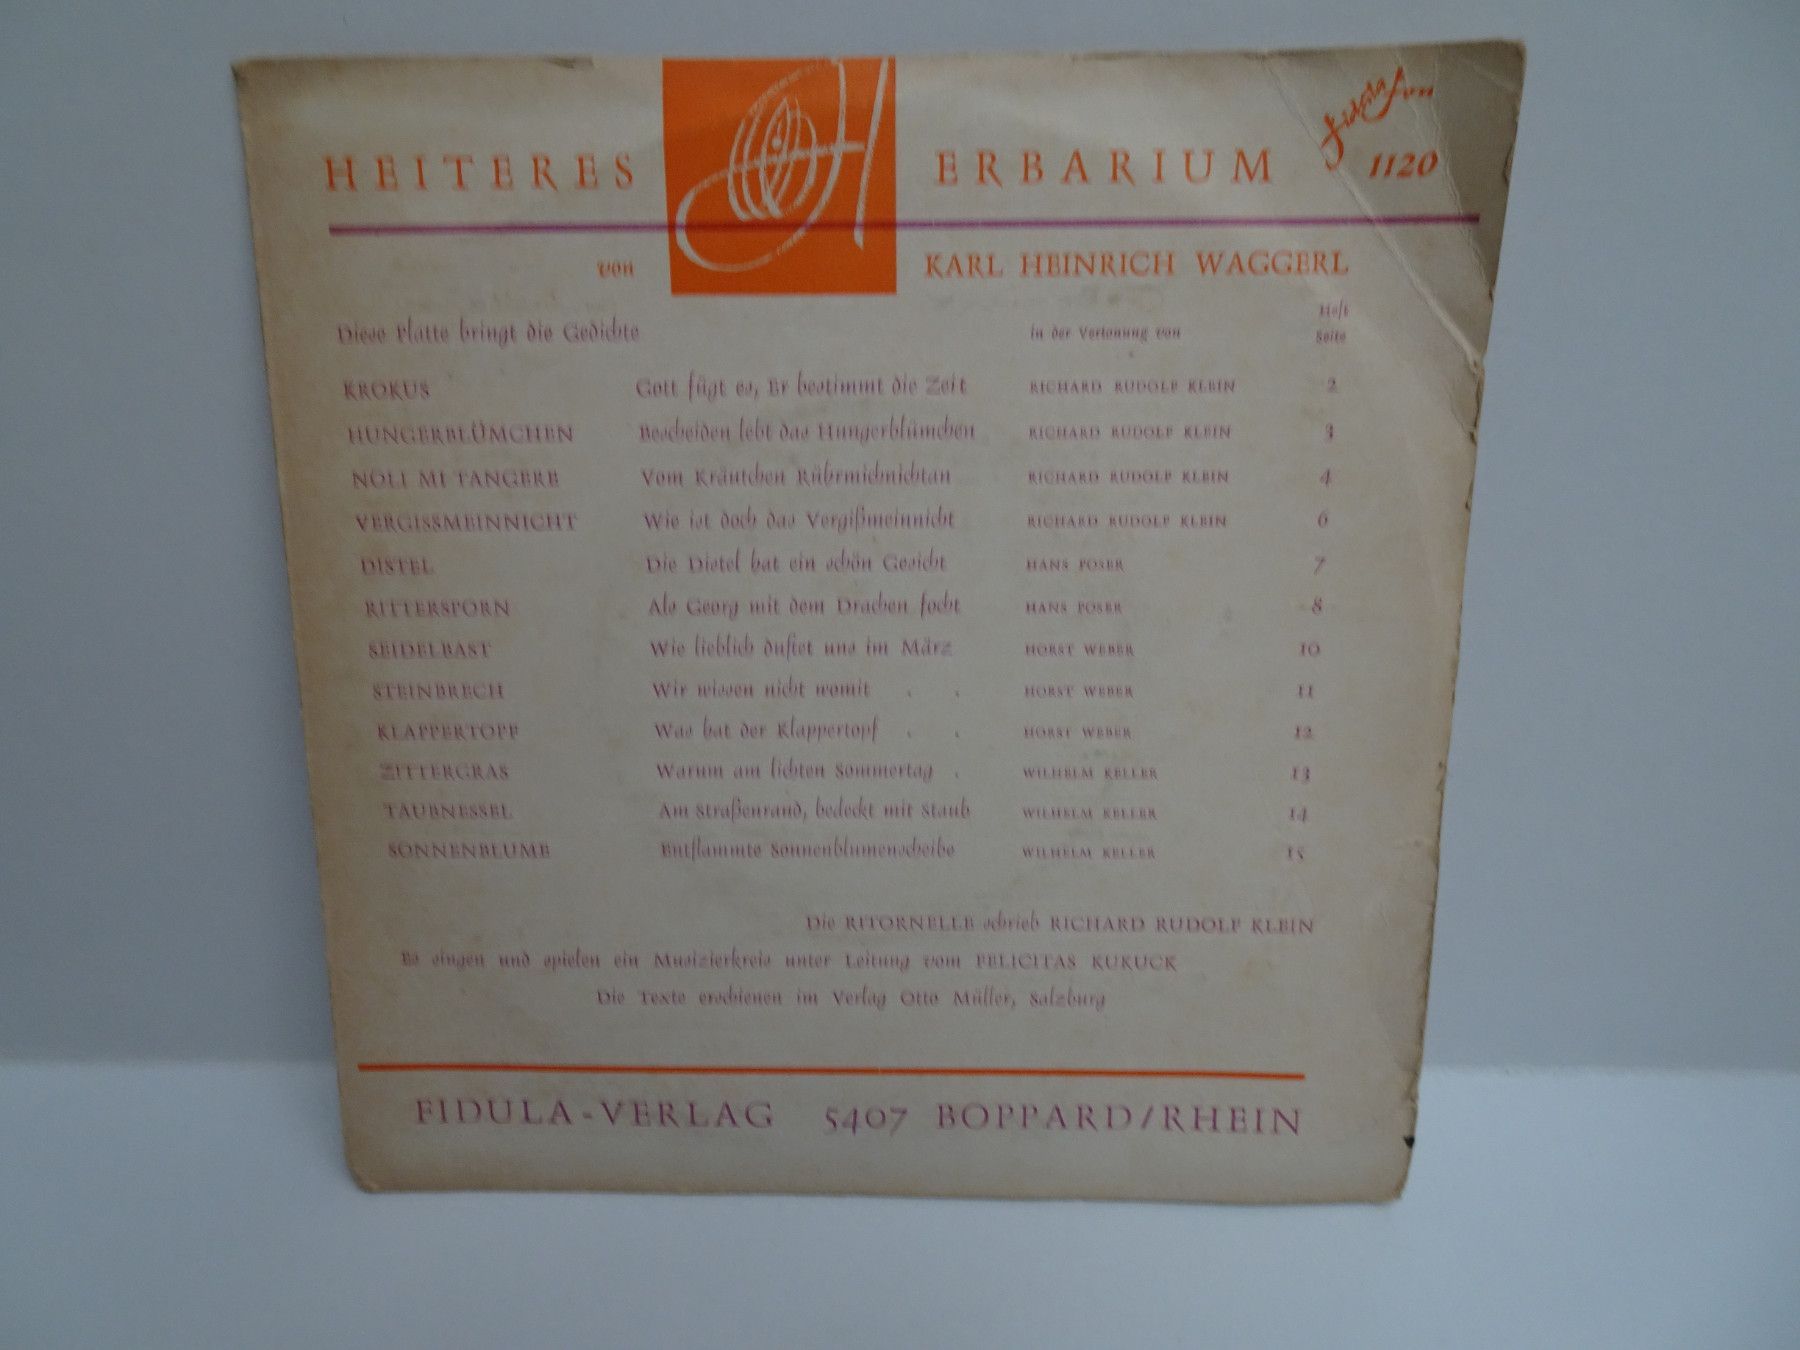 HEITERES H ERBARIUM
fidulafon
1120
von KARL HEINRICH WAGGERL
Diese Platte bringt die Gedichte in der Vertonung von Heft Seite
KROKUS Gott fügt es, Er bestimmt die Zeit RICHARD RUDOLF KLEIN 2
HUNGERBLÜMCHEN Bescheiden lebt das Hungerblümchen RICHARD RUDOLF KLEIN 3
NOLI MI TANGERE Vom Kräutchen Rührmichnichtan RICHARD RUDOLF KLEIN 4
VERGISSMEINNICHT Wie ist doch das Vergißmeinnicht RICHARD RUDOLF KLEIN 6
DISTEL Die Distel hat ein schön Gesicht HANS POSER 7
RITTERSPORN Als Georg mit dem Drachen focht HANS POSER 8
SEIDELBAST Wie lieblich duftet uns im März HORST WEBER 10
STEINBRECH Wir wissen nicht womit . . HORST WEBER 11
KLAPPERTOPF Was hat der Klappertopf . . HORST WEBER 12
ZITTERGRAS Warum am lichten Sommertag . WILHELM KELLER 13
TAUBNESSEL Am Straßenrand, bedeckt mit Staub WILHELM KELLER 14
SONNENBLUME Entflammte Sonnenblumenscheibe WILHELM KELLER 15
Die RITORNELLE schrieb RICHARD RUDOLF KLEIN
Es singen und spielen ein Musizierkreis unter Leitung vom FELICITAS KUKUCK
Die Texte erschienen im Verlag Otto Müller, Salzburg
FIDULA-VERLAG 5407 BOPPARD/RHEIN